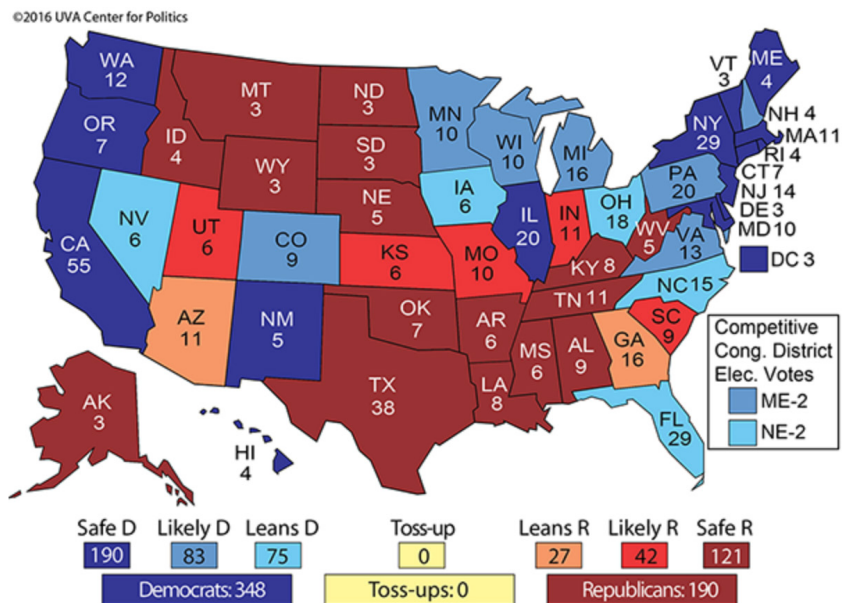 ©2016 UVA Center for Politics
WA
12
OR
7
CA
55
NV
6
ID
4
MT
3
WY
3
UT
6
CO
9
AZ
11
NM
5
ND
3
SD
3
NE
5
KS
6
OK
7
TX
38
MN
10
IA
6
MO
10
AR
6
LA
8
WI
10
IL
20
MI
16
IN
11
OH
18
KY 8
TN 11
MS
6
AL
9
GA
16
FL
29
SC
9
NC 15
VA
13
WV
5
PA
20
NY
29
VT
3
ME
4
NH 4
MA 11
RI 4
CT 7
NJ 14
DE 3
MD 10
DC 3
AK
3
HI
4
Competitive
Cong. District
Elec. Votes
ME-2
NE-2
Safe D
Likely D
Leans D
Toss-up
Leans R
Likely R
Safe R
190
83
75
0
27
42
121
Democrats: 348
Toss-ups: 0
Republicans: 190